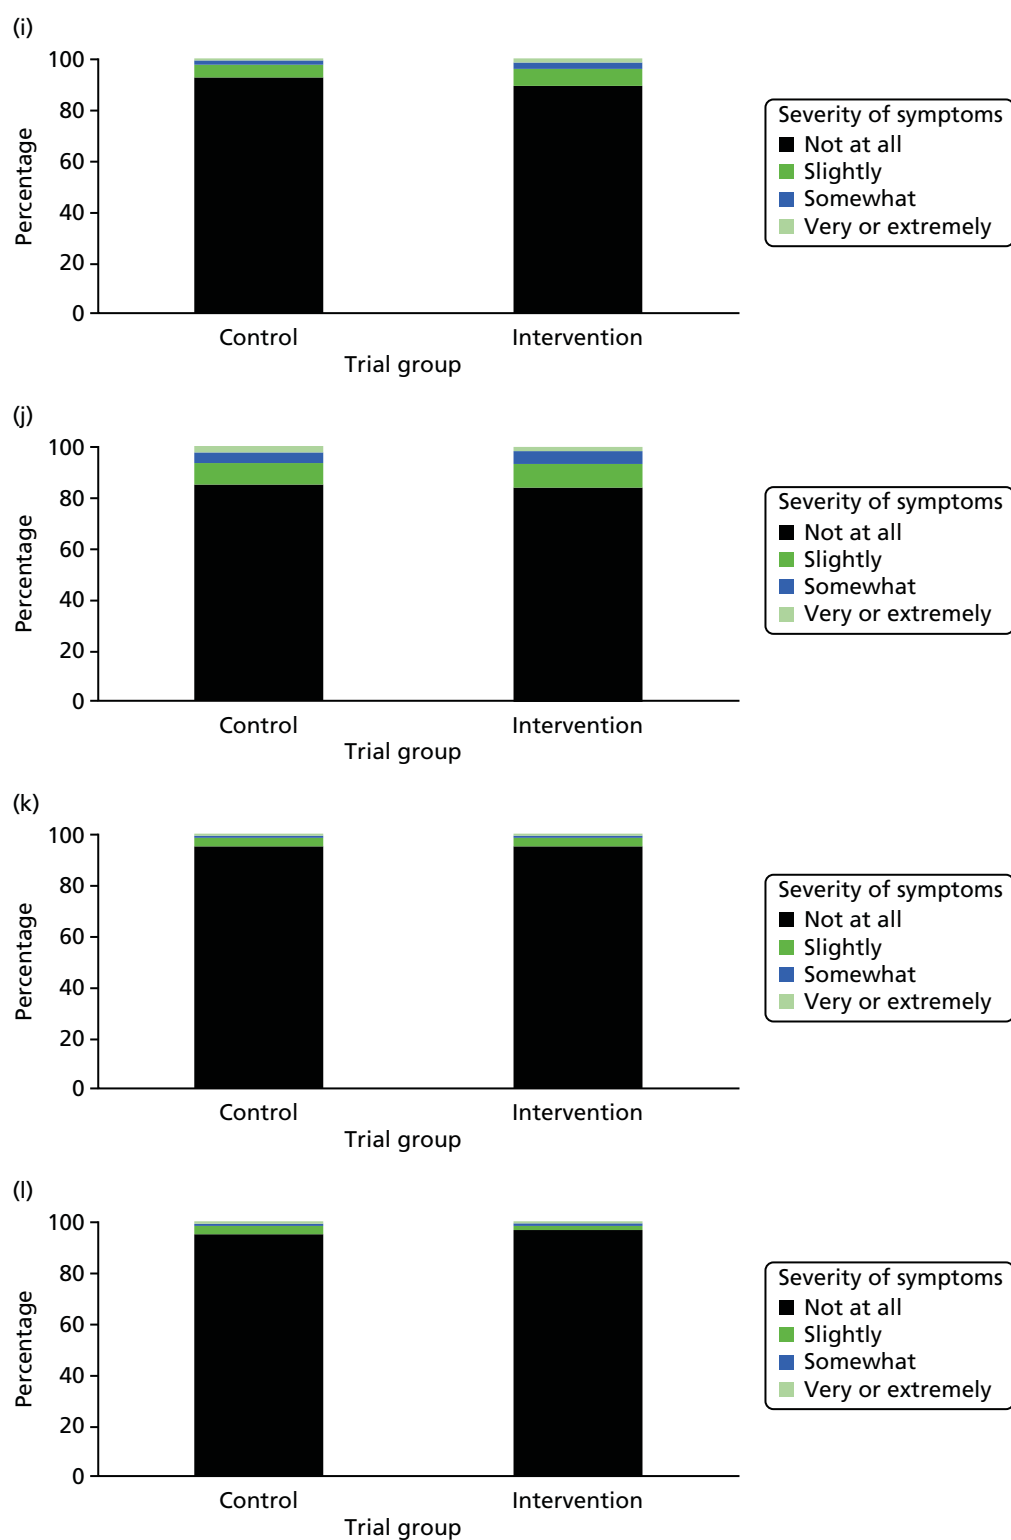 (i)
100
80
60
40
20
0
Percentage
Control
Intervention
Trial group
Severity of symptoms
Not at all
Slightly
Somewhat
Very or extremely
(j)
100
80
60
40
20
0
Percentage
Control
Intervention
Trial group
Severity of symptoms
Not at all
Slightly
Somewhat
Very or extremely
(k)
100
80
60
40
20
0
Percentage
Control
Intervention
Trial group
Severity of symptoms
Not at all
Slightly
Somewhat
Very or extremely
(l)
100
80
60
40
20
0
Percentage
Control
Intervention
Trial group
Severity of symptoms
Not at all
Slightly
Somewhat
Very or extremely